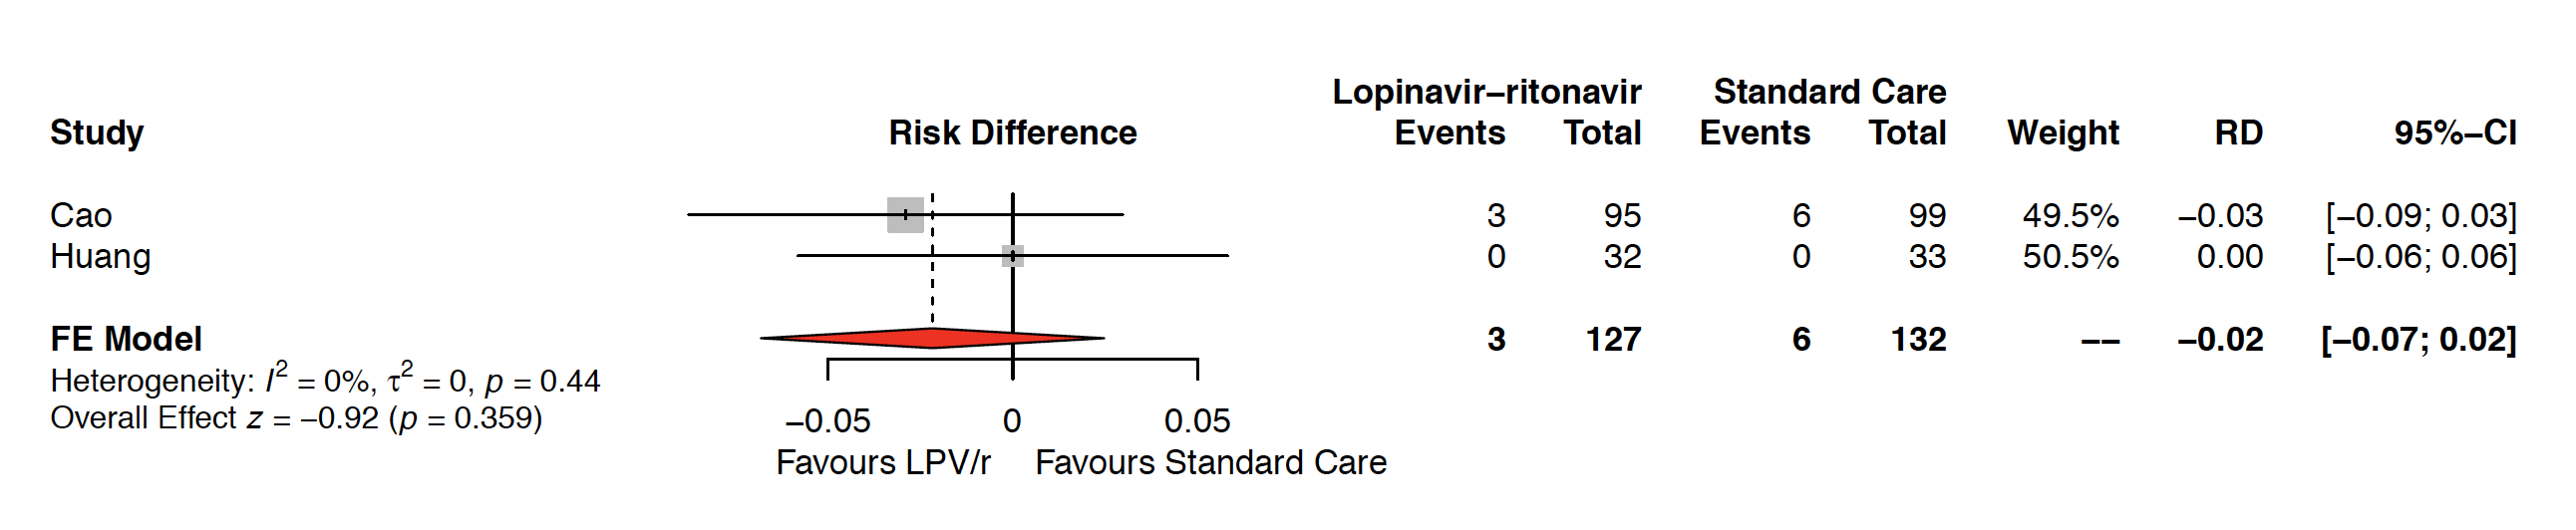 Lopinavir–ritonavir Standard Care
Study Risk Difference Events Total Events Total Weight RD 95%–CI
Cao 3 95 6 99 49.5% −0.03 [−0.09; 0.03]
Huang 0 32 0 33 50.5% 0.00 [−0.06; 0.06]
FE Model 3 127 6 132 −− −0.02 [−0.07; 0.02]
Heterogeneity: I² = 0%, τ² = 0, p = 0.44
Overall Effect z = −0.92 (p = 0.359)
−0.05 0 0.05
Favours LPV/r Favours Standard Care